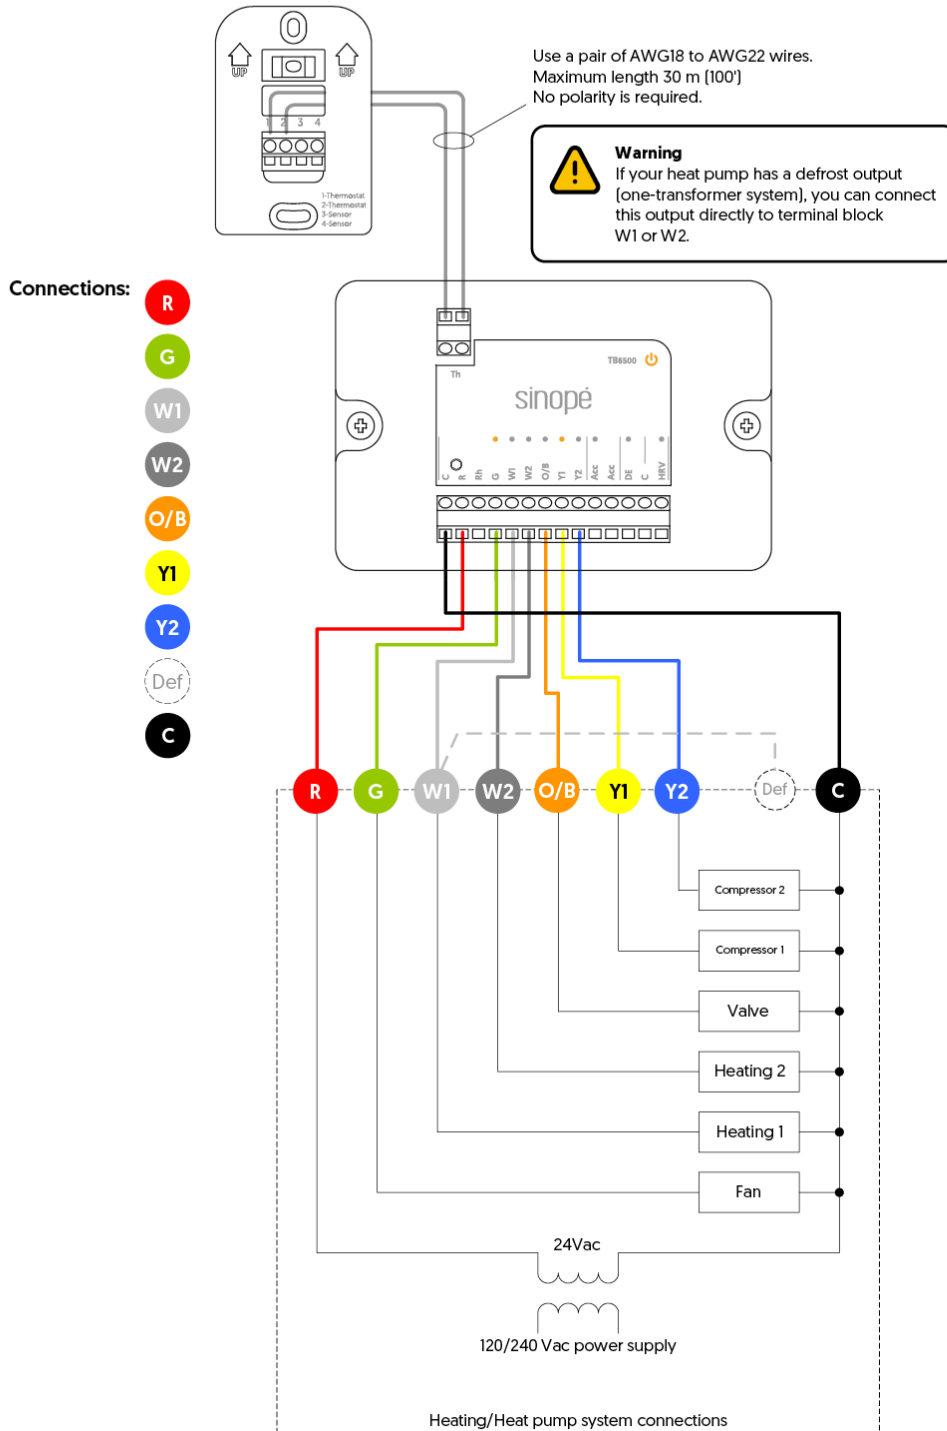 UP
UP
1 2 3 4
1-Thermostat
2-Thermostat
3-Sensor
4-Sensor
Use a pair of AWG18 to AWG22 wires.
Maximum length 30 m (100')
No polarity is required.
Warning
If your heat pump has a defrost output
(one-transformer system), you can connect
this output directly to terminal block
W1 or W2.
Connections:
R
G
W1
W2
O/B
Y1
Y2
Def
C
Th
TB6500
sinopé
C R Rh G W1 W2 O/B Y1 Y2 Acc Acc DE C HRV
R G W1 W2 O/B Y1 Y2 Def C
Compressor 2
Compressor 1
Valve
Heating 2
Heating 1
Fan
24Vac
120/240 Vac power supply
Heating/Heat pump system connections